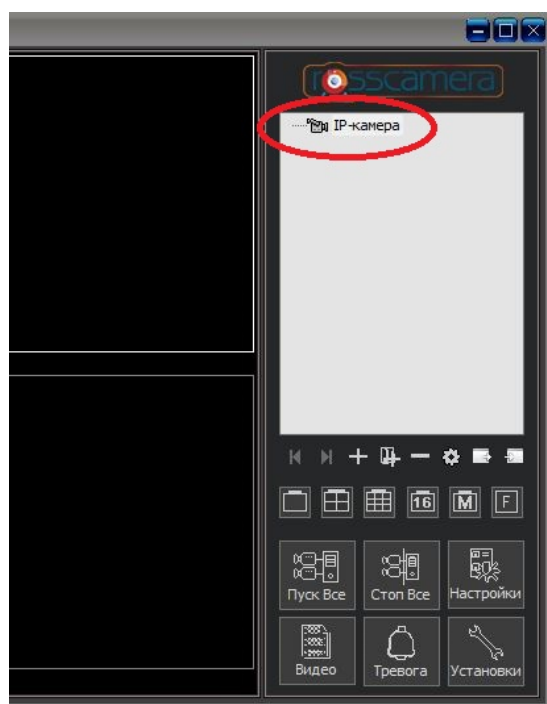 rosscamera
IP-камера
16 M F
Пуск Все Стоп Все Настройки
Видео Тревога Установки